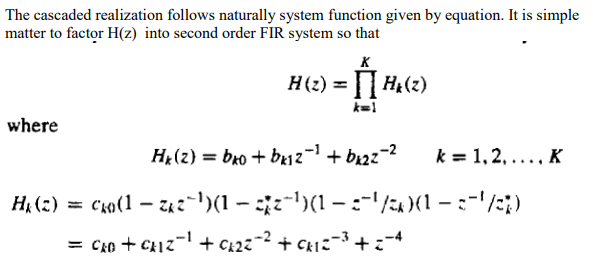 The cascaded realization follows naturally system function given by equation. It is simple
matter to factor H(z) into second order FIR system so that
H(z) = ∏_{k=1}^{K} H_k(z)
where
H_k(z) = b_{k0} + b_{k1}z^{-1} + b_{k2}z^{-2} k = 1, 2, ..., K
H_k(z) = c_{k0}(1 - z_k z^{-1})(1 - z_k^* z^{-1})(1 - z^{-1}/z_k)(1 - z^{-1}/z_k^*)
= c_{k0} + c_{k1}z^{-1} + c_{k2}z^{-2} + c_{k1}z^{-3} + z^{-4}